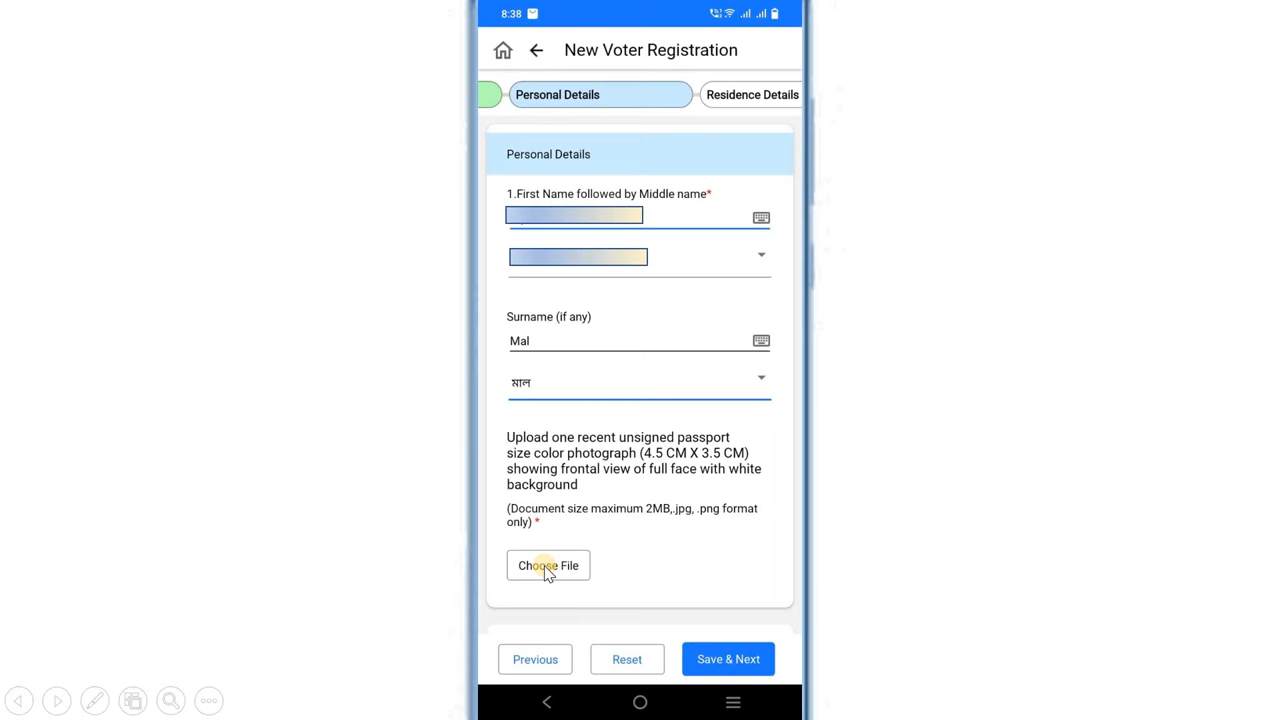 8:38
New Voter Registration
Personal Details
Residence Details
Personal Details
1.First Name followed by Middle name*
Surname (if any)
Mal
মাল
Upload one recent unsigned passport
size color photograph (4.5 CM X 3.5 CM)
showing frontal view of full face with white
background
(Document size maximum 2MB,.jpg, .png format
only) *
Choose File
Previous
Reset
Save & Next